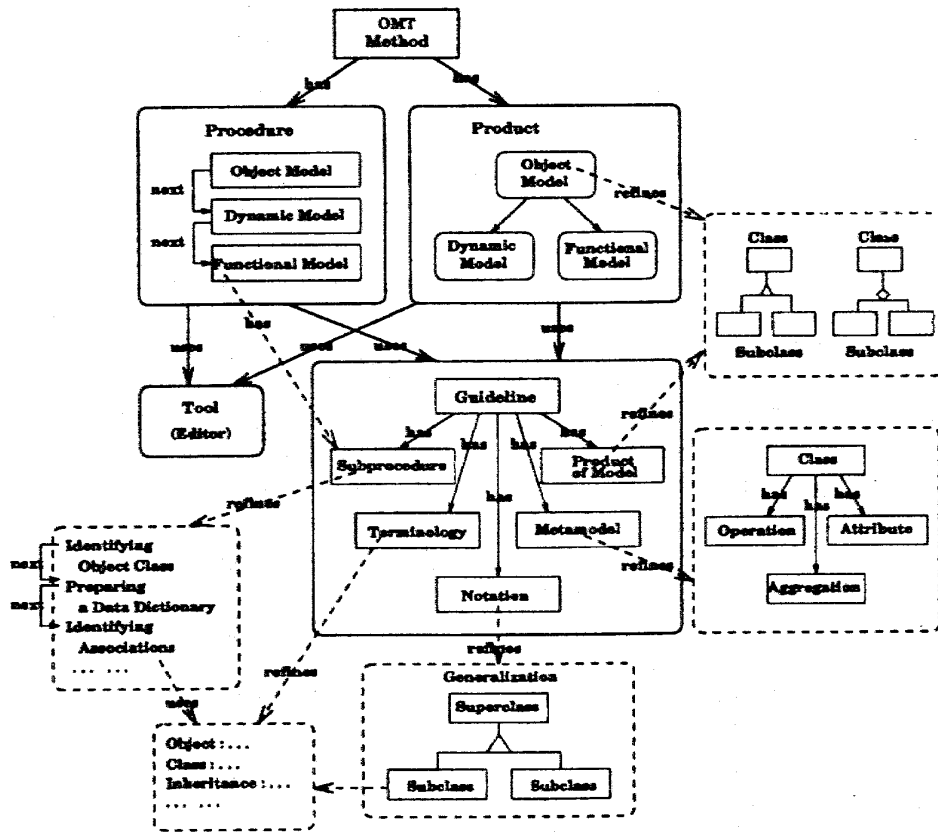 OMT
Method
has
has
Procedure
Product
Object Model
next
Dynamic Model
next
Functional Model
Object
Model
Dynamic
Model
Functional
Model
refines
Class
Class
Subclass
Subclass
has
uses
uses
uses
uses
Tool
(Editor)
Guideline
has
has
has
has
has
Subprocedure
Product
of Model
Terminology
Metamodel
Notation
refines
refines
refines
refines
refines
Class
has
has
has
Operation
Attribute
Aggregation
Identifying
Object Class
next
Preparing
a Data Dictionary
next
Identifying
Associations
... ...
uses
Generalization
Superclass
Subclass
Subclass
Object : ...
Class : ...
Inheritance : ...
... ...